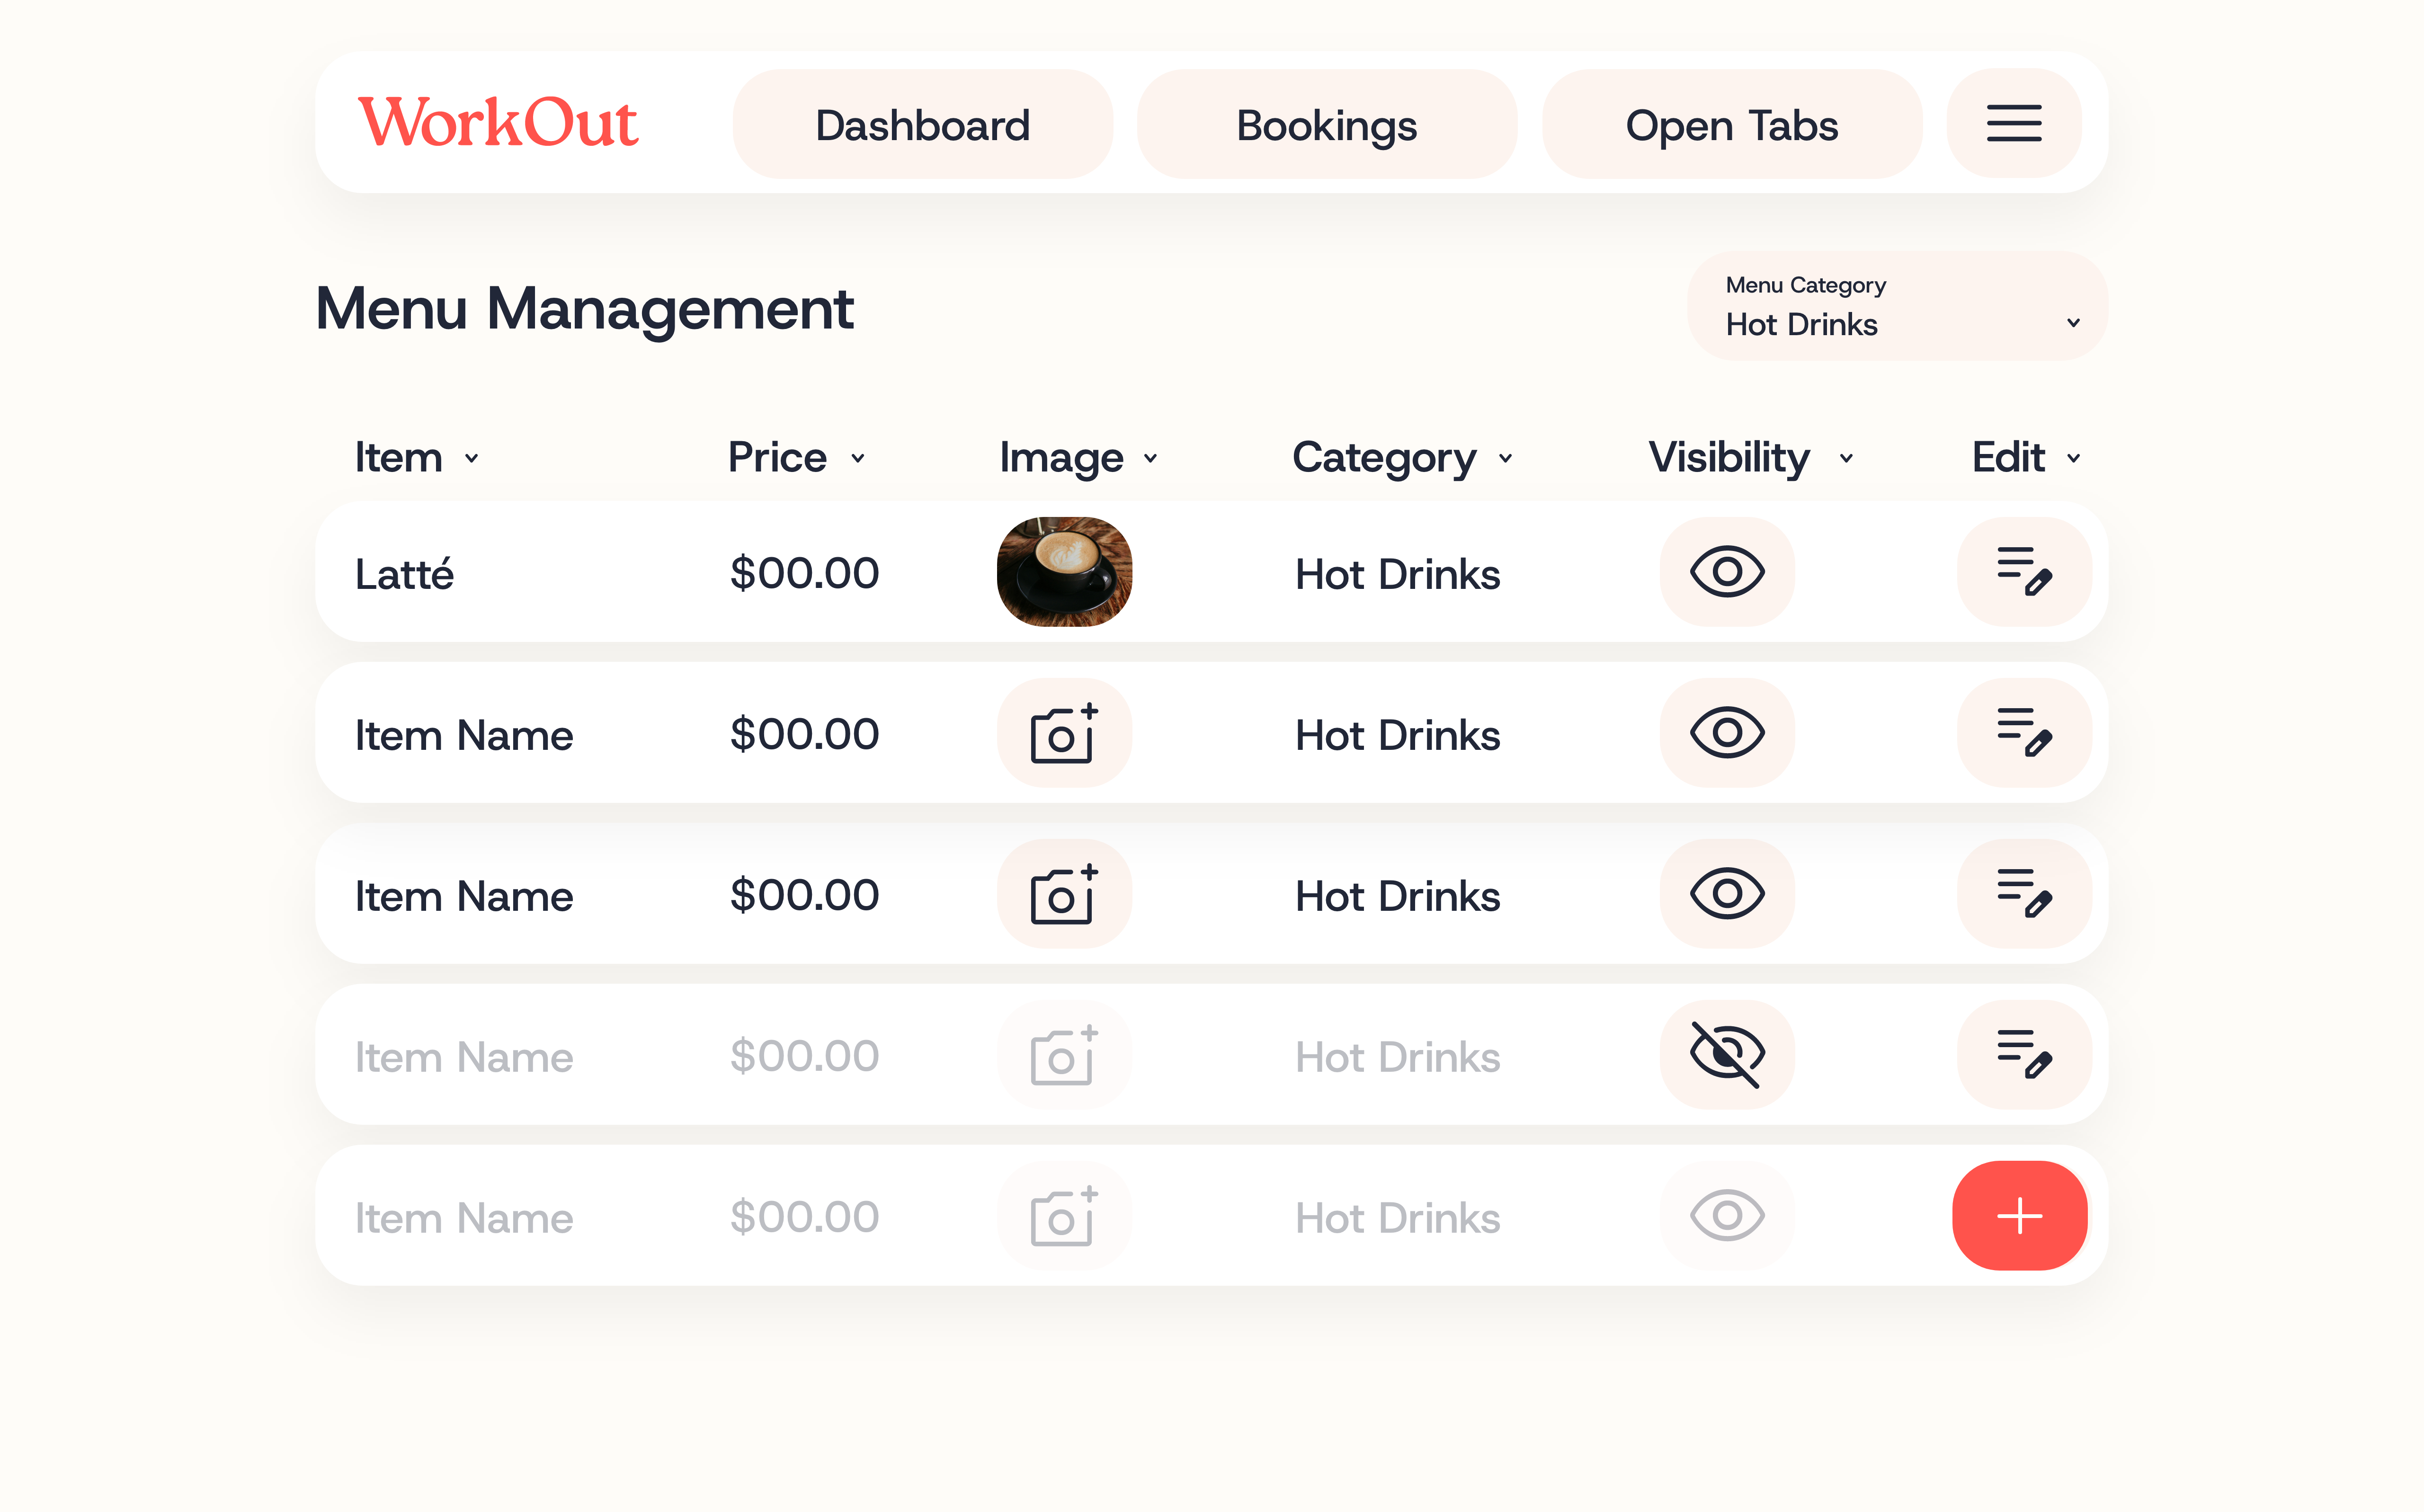 WorkOut Dashboard Bookings Open Tabs
Menu Management
Menu Category
Hot Drinks
Item Price Image Category Visibility Edit
Latté $00.00 Hot Drinks
Item Name $00.00 Hot Drinks
Item Name $00.00 Hot Drinks
Item Name $00.00 Hot Drinks
Item Name $00.00 Hot Drinks